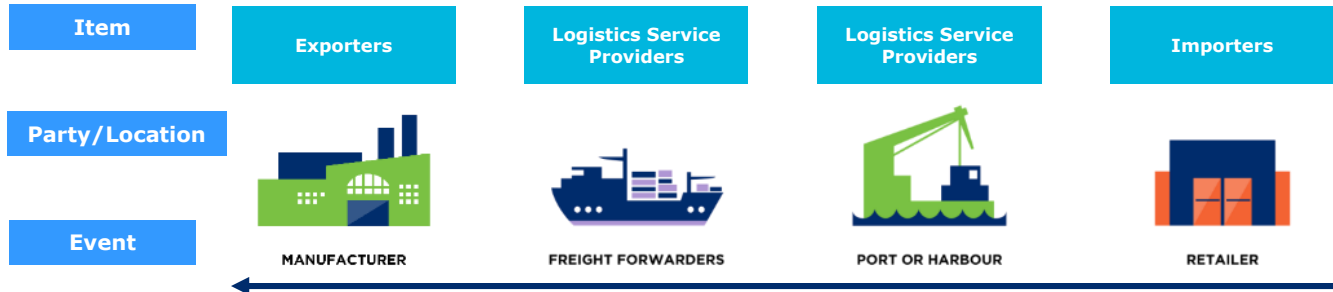 Item
Exporters
Logistics Service
Providers
Logistics Service
Providers
Importers
Party/Location
Event
MANUFACTURER
FREIGHT FORWARDERS
PORT OR HARBOUR
RETAILER